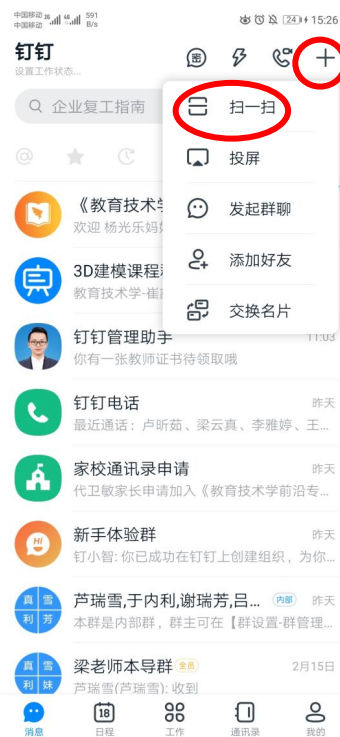 中国移动 2G 4G 591
中国移动 B/s
24 15:26
钉钉
设置工作状态...
企业复工指南
扫一扫
投屏
发起群聊
添加好友
交换名片
《教育技术学
欢迎 杨光乐妈妈
3D建模课程
教育技术学-崔
钉钉管理助手 11:03
你有一张教师证书待领取哦
钉钉电话 昨天
最近通话：卢昕茹、梁云真、李雅婷、王...
家校通讯录申请 昨天
代卫敏家长申请加入《教育技术学前沿专...
Hi
新手体验群 昨天
钉小智: 你已成功在钉钉上创建组织，为你...
真 雪
利 芳
芦瑞雪,于内利,谢瑞芳,吕... 内部 昨天
本群是内部群，群主可在【群设置-群管理...
真 雪
利 妹
梁老师本导群 全员 2月15日
芦瑞雪(芦瑞雪): 收到
18
消息 日程 工作 通讯录 我的